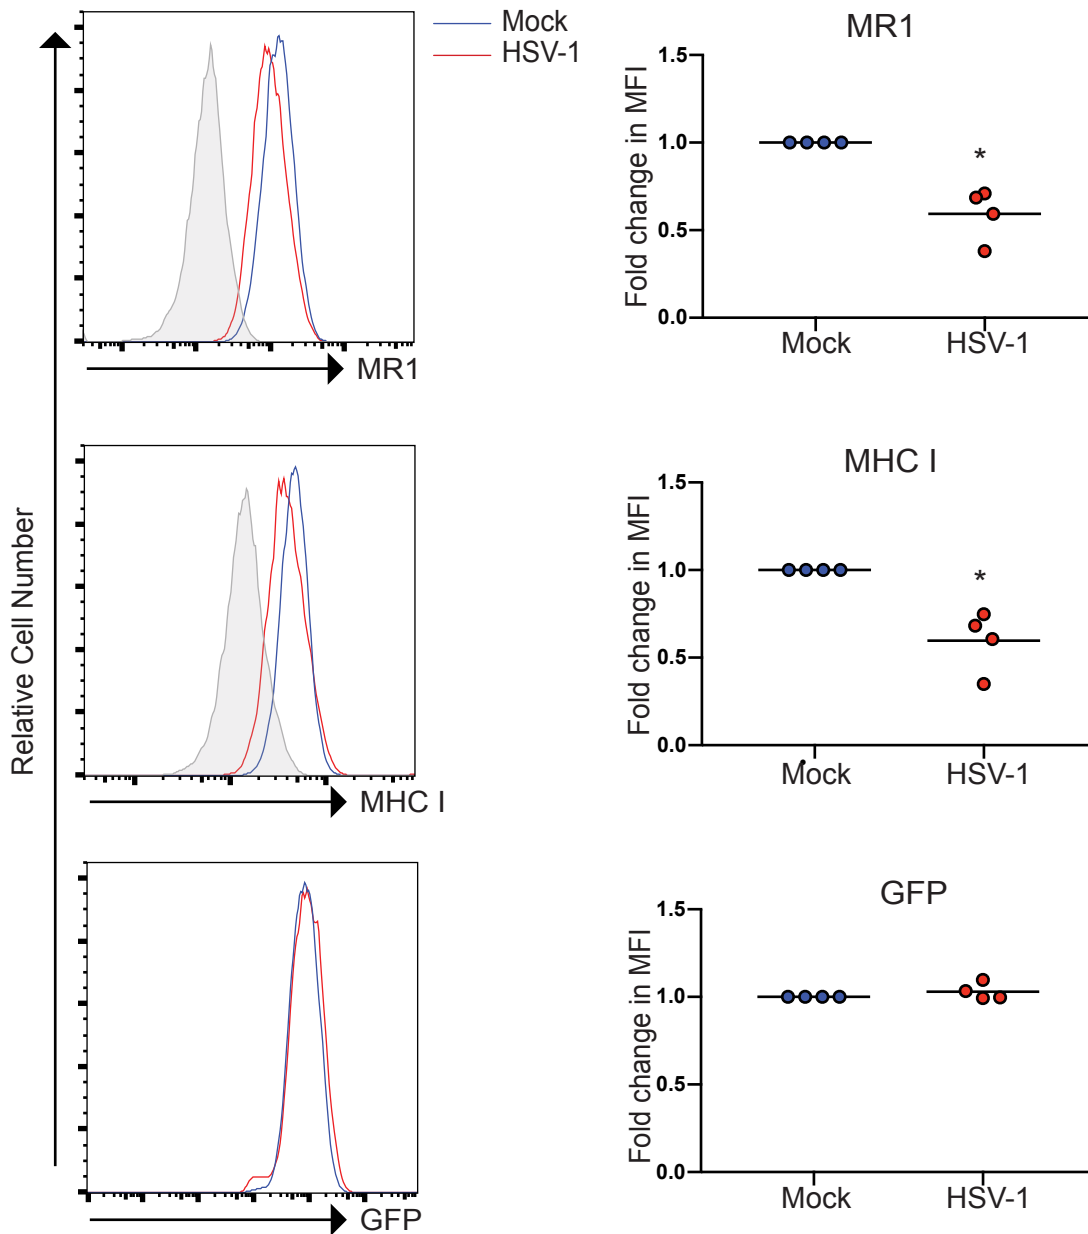 Mock
HSV-1
Relative Cell Number
MR1
MR1
Fold change in MFI
1.5
1.0
0.5
0.0
*
Mock
HSV-1
MHC I
MHC I
Fold change in MFI
1.5
1.0
0.5
0.0
*
Mock
HSV-1
GFP
GFP
Fold change in MFI
1.5
1.0
0.5
0.0
Mock
HSV-1